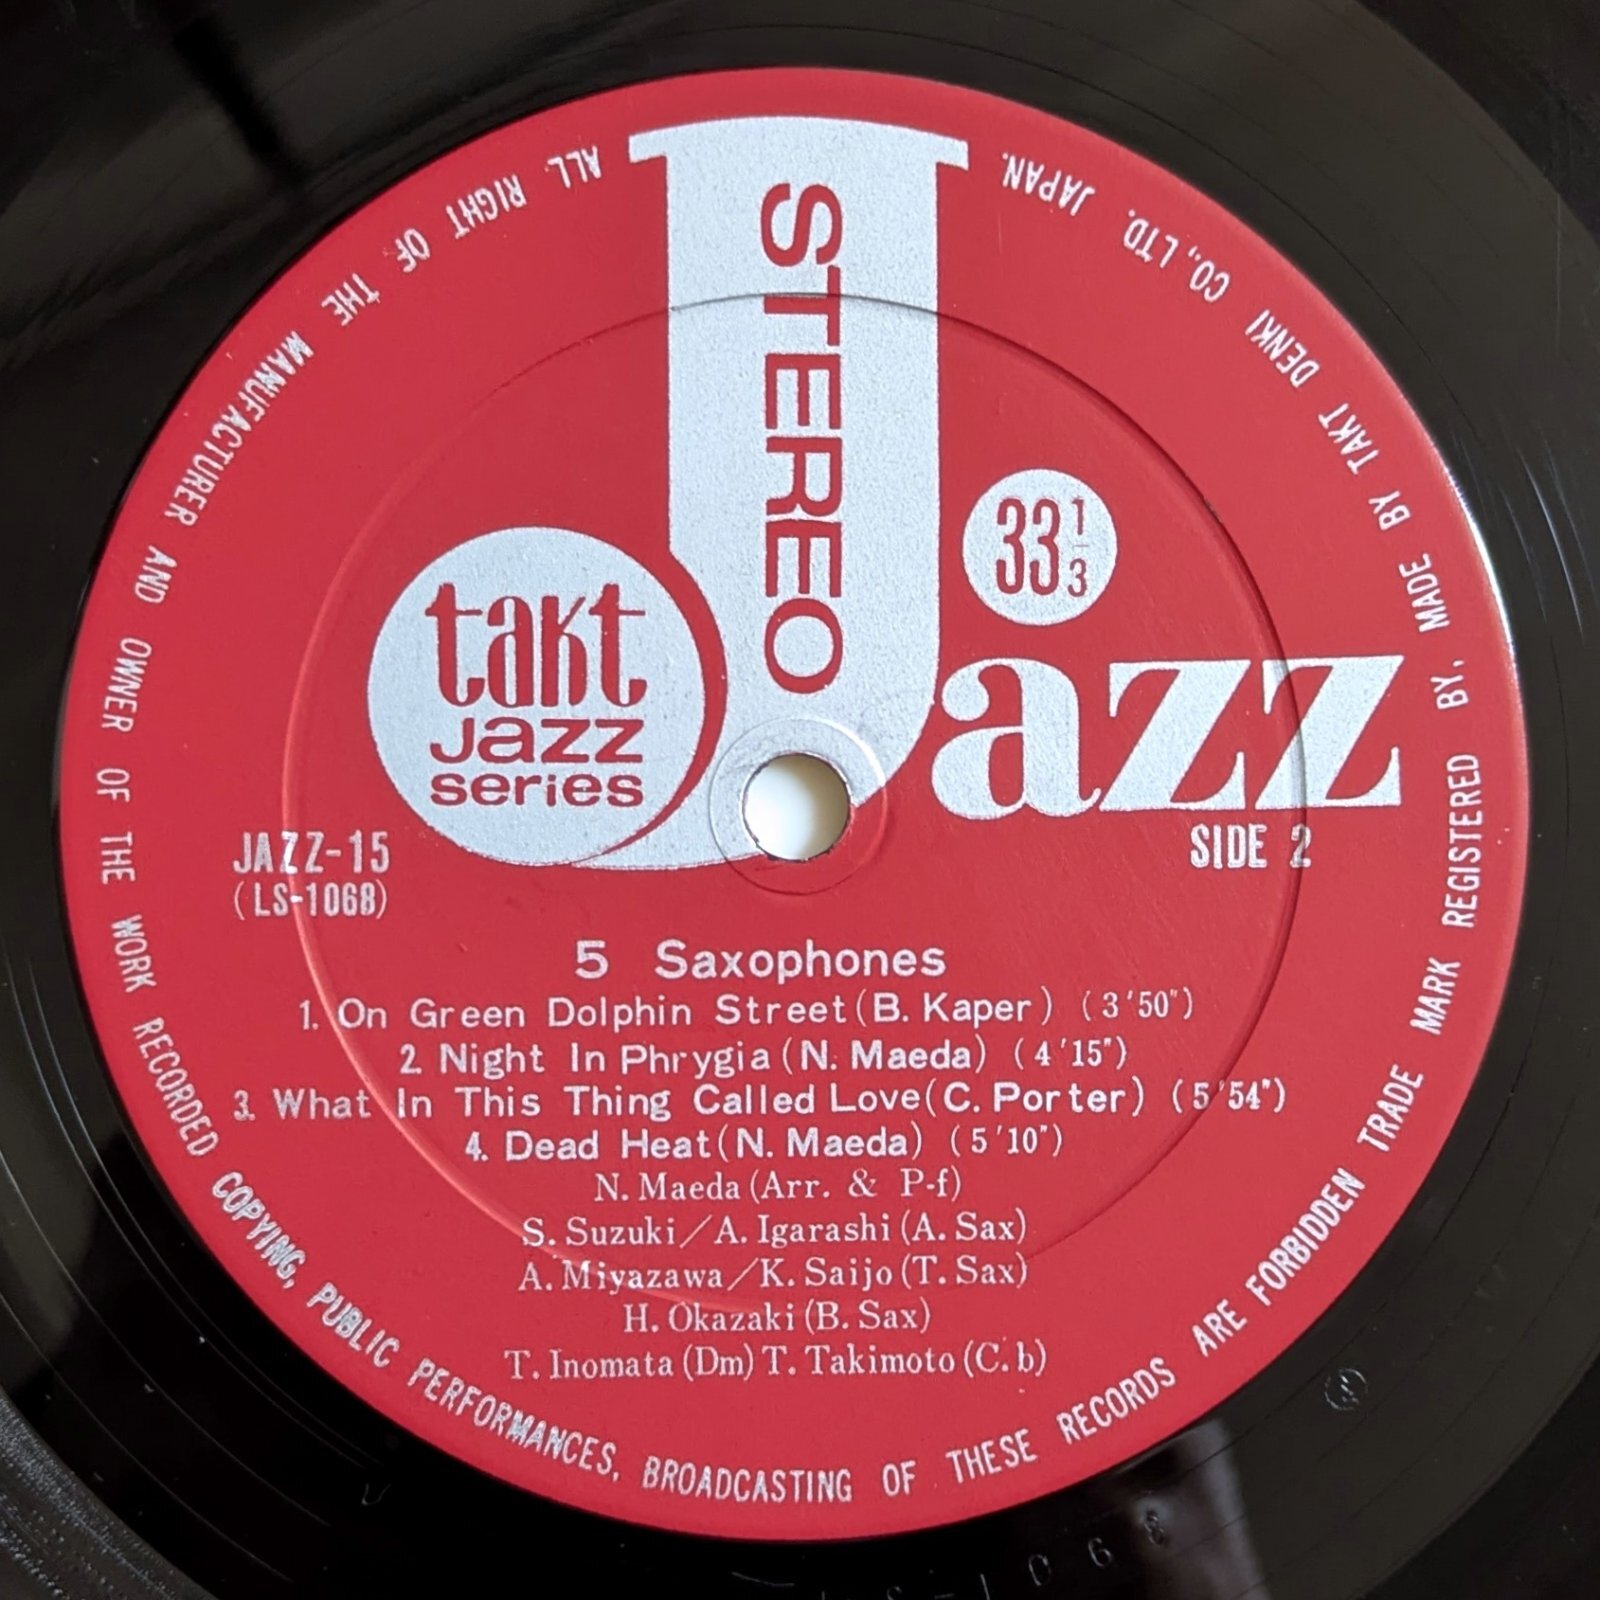 ALL RIGHT OF THE MANUFACTURER AND OWNER OF THE WORK RECORDED COPYING, PUBLIC PERFORMANCES, BROADCASTING OF THESE RECORDS ARE FORBIDDEN TRADE MARK REGISTERED BY, MADE BY TAKT DENKI CO., LTD. JAPAN.
STEREO
33 1/3
takt
Jazz
series
Jazz
JAZZ-15
(LS-1068)
SIDE 2
5 Saxophones
1. On Green Dolphin Street (B. Kaper) (3'50")
2. Night In Phrygia (N. Maeda) (4'15")
3. What In This Thing Called Love (C. Porter) (5'54")
4. Dead Heat (N. Maeda) (5'10")
N. Maeda (Arr. & P-f)
S. Suzuki/A. Igarashi (A. Sax)
A. Miyazawa/K. Saijo (T. Sax)
H. Okazaki (B. Sax)
T. Inomata (Dm) T. Takimoto (C. b)